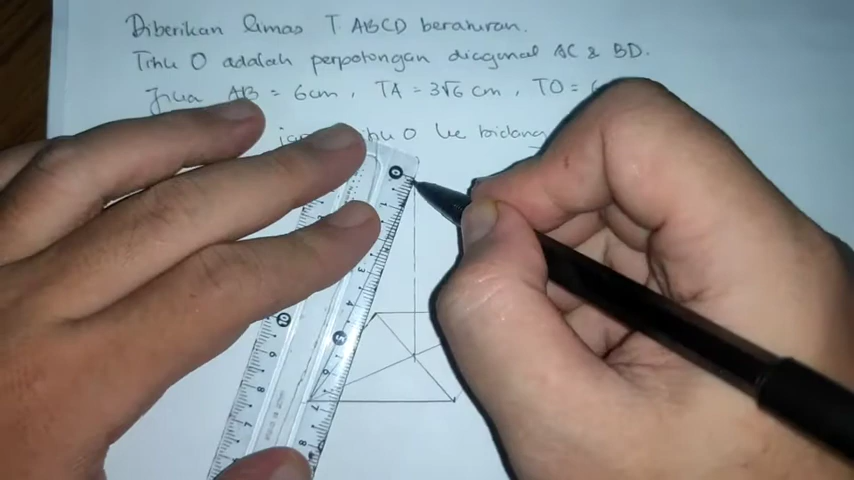 Diberikan limas T. ABCD beraturan.
Titik O adalah perpotongan diagonal AC & BD.
Jika AB = 6 cm, TA = 3√6 cm, TO =
O ke bidang